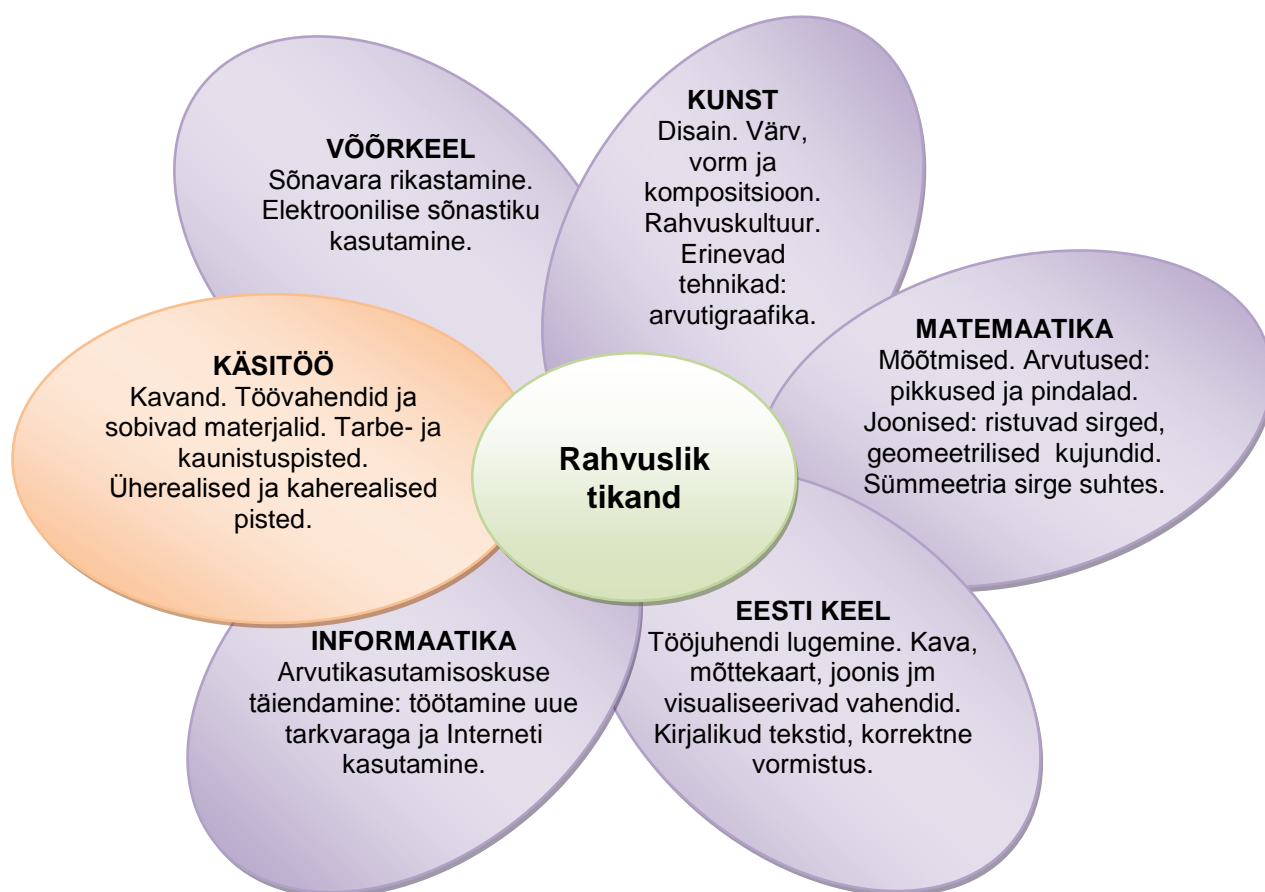 KUNST
Disain. Värv,
vorm ja
kompositsioon.
Rahvuskultuur.
Erinevad
tehnikad:
arvutigraafika.
VÕÕRKEEL
Sõnavara rikastamine.
Elektroonilise sõnastiku
kasutamine.
MATEMAATIKA
Mõõtmised. Arvutused:
pikkused ja pindalad.
Joonised: ristuvad sirged,
geomeetrilised kujundid.
Sümmeetria sirge suhtes.
KÄSITÖÖ
Kavand. Töövahendid ja
sobivad materjalid. Tarbe- ja
kaunistuspisted.
Üherealised ja kaherealised
pisted.
Rahvuslik
tikand
EESTI KEEL
Tööjuhendi lugemine. Kava,
mõttekaart, joonis jm
visualiseerivad vahendid.
Kirjalikud tekstid, korrektne
vormistus.
INFORMAATIKA
Arvutikasutamisoskuse
täiendamine: töötamine uue
tarkvaraga ja Interneti
kasutamine.